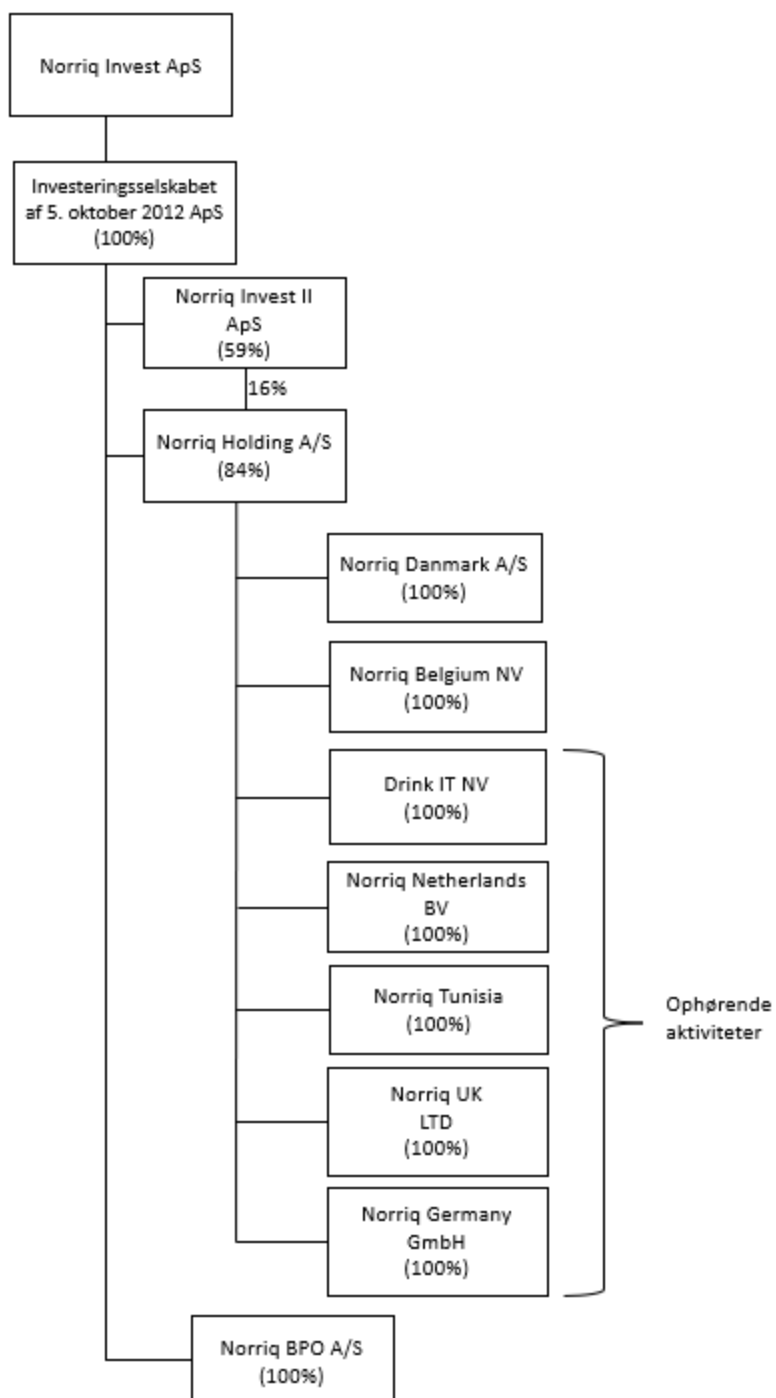 Norriq Invest ApS
Investeringsselskabet
af 5. oktober 2012 ApS
(100%)
Norriq Invest II
ApS
(59%)
16%
Norriq Holding A/S
(84%)
Norriq Danmark A/S
(100%)
Norriq Belgium NV
(100%)
Drink IT NV
(100%)
Norriq Netherlands
BV
(100%)
Norriq Tunisia
(100%)
Ophørende
aktiviteter
Norriq UK
LTD
(100%)
Norriq Germany
GmbH
(100%)
Norriq BPO A/S
(100%)